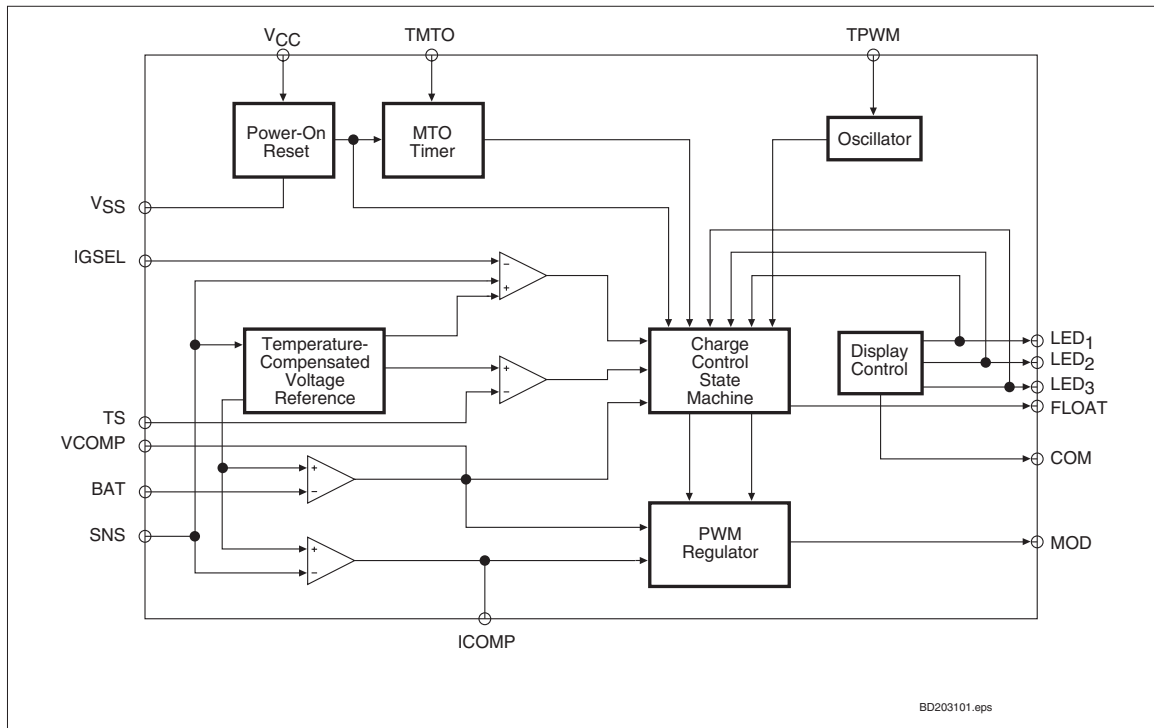 VCC
TMTO
TPWM
Power-On
Reset
MTO
Timer
Oscillator
VSS
IGSEL
−
+
Temperature-
Compensated
Voltage
Reference
+
−
Charge
Control
State
Machine
Display
Control
LED1
LED2
LED3
FLOAT
TS
VCOMP
COM
+
−
BAT
SNS
+
−
PWM
Regulator
MOD
ICOMP
BD203101.eps